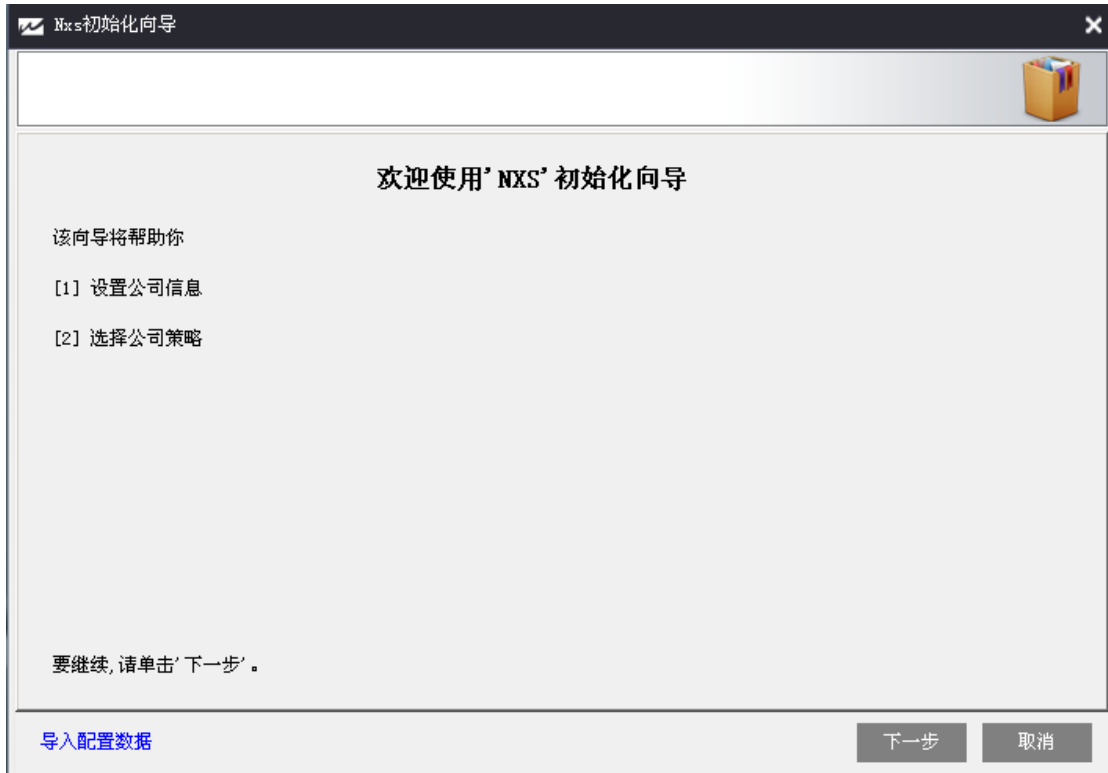 Nxs初始化向导
欢迎使用'NXS'初始化向导
该向导将帮助你
[1] 设置公司信息
[2] 选择公司策略
要继续,请单击'下一步'。
导入配置数据
下一步
取消